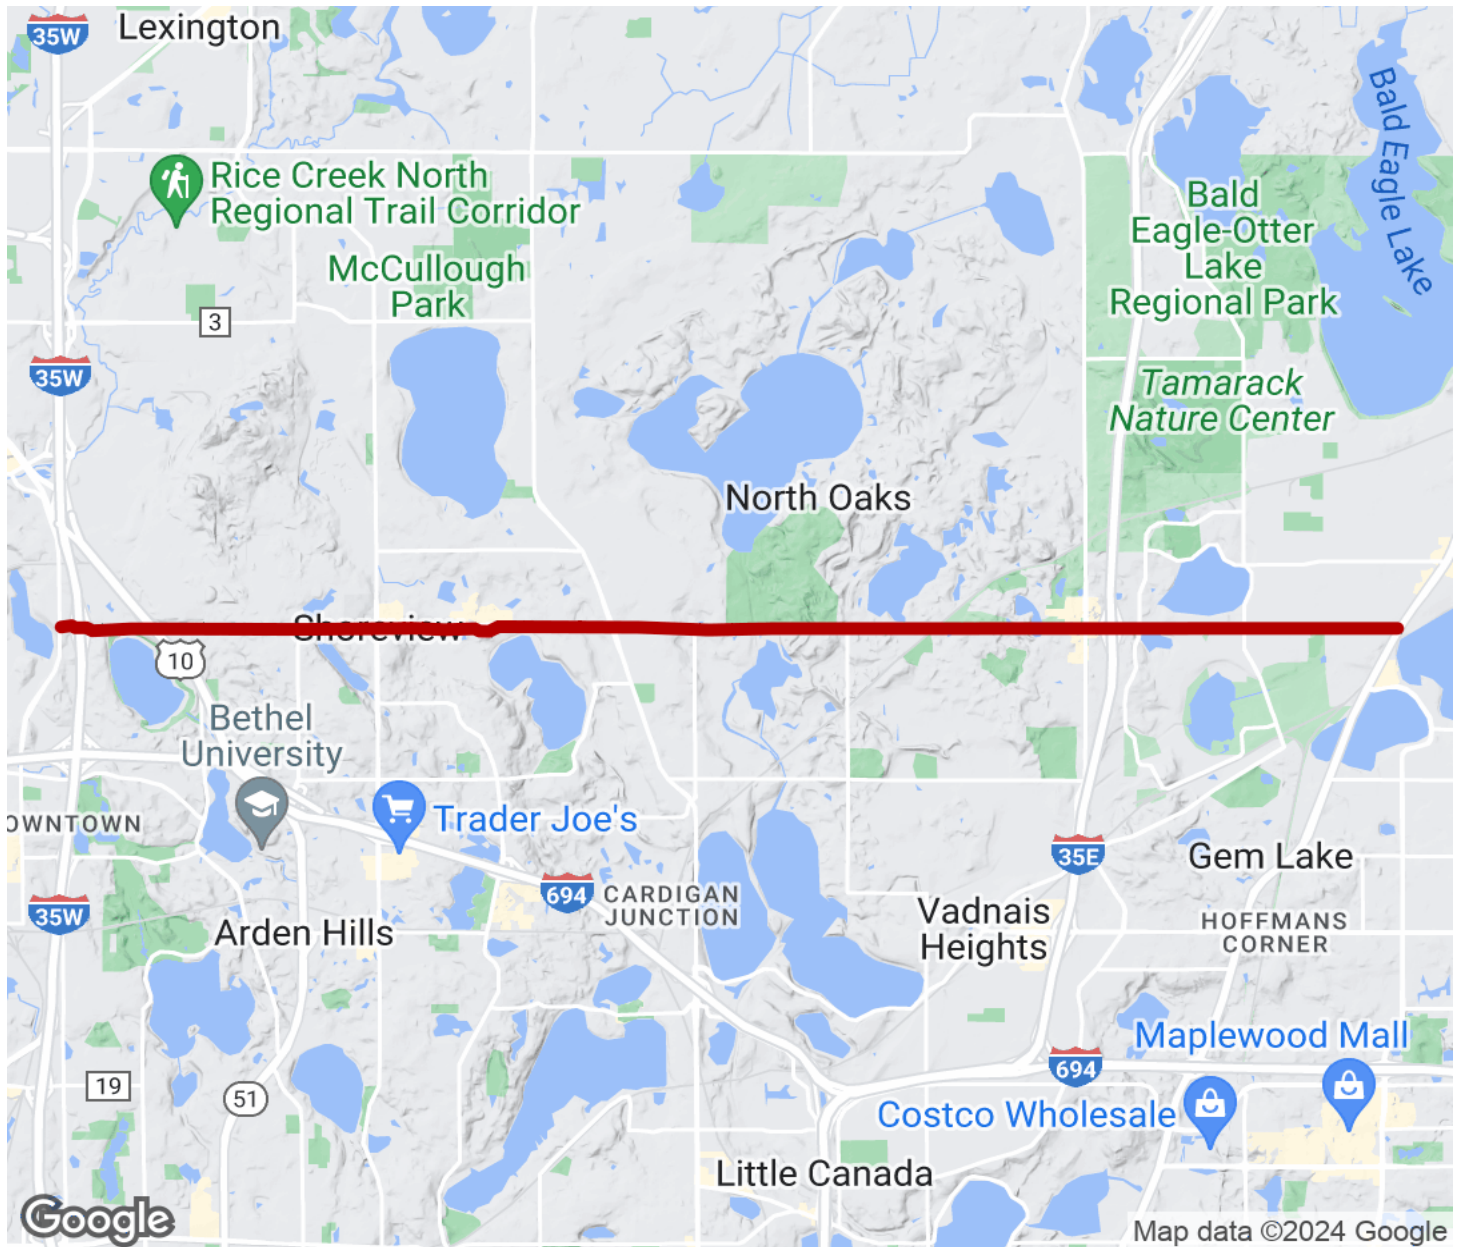 35W
Lexington
Rice Creek North
Regional Trail Corridor
McCullough
Park
3
35W
Bald
Eagle-Otter
Lake
Regional Park
Bald Eagle Lake
Tamarack
Nature Center
North Oaks
Shoreview
10
Bethel
University
OWNTOWN
Trader Joe's
35E
Gem Lake
694
CARDIGAN
JUNCTION
35W
Arden Hills
Vadnais
Heights
HOFFMANS
CORNER
Maplewood Mall
694
19
51
Costco Wholesale
Little Canada
Google
Map data ©2024 Google